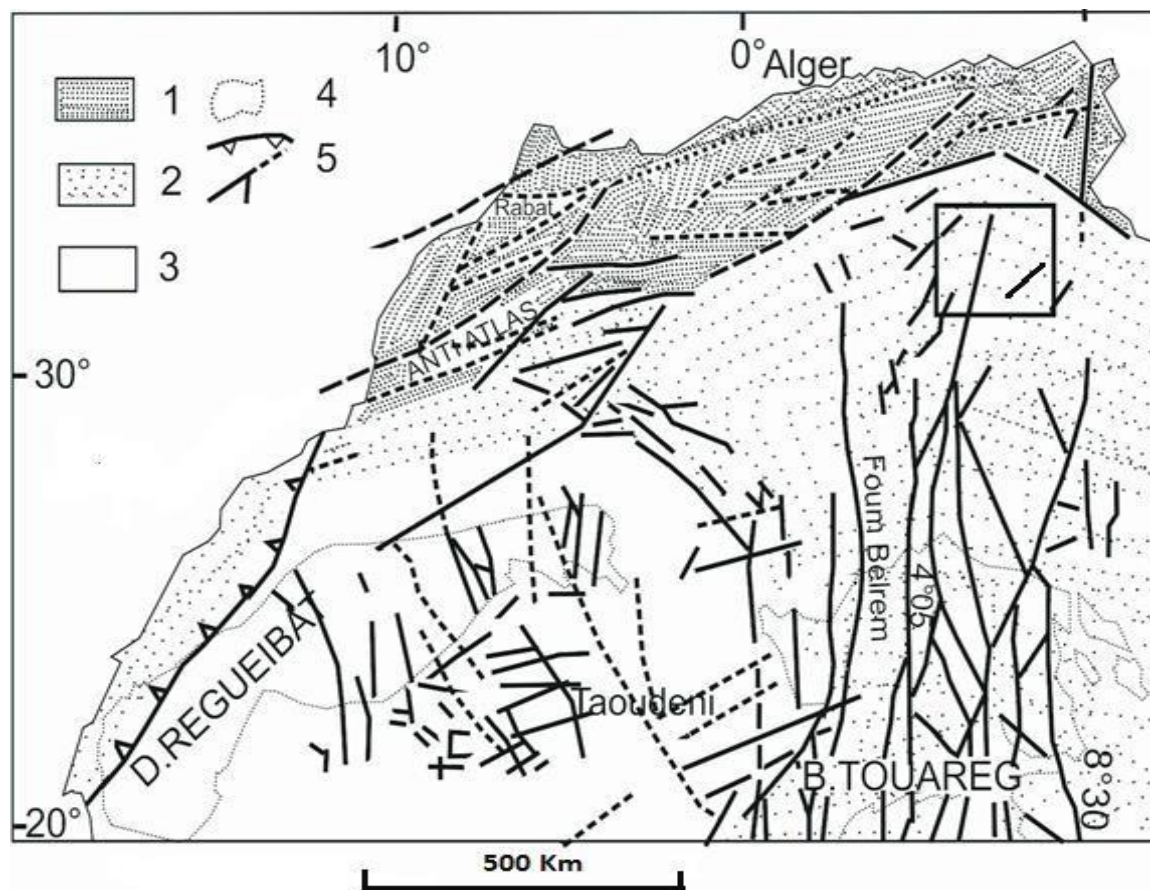 10°
0°
Alger
1
4
5
2
3
Rabat
ANTI ATLAS
30°
Foum Belrem
4°05
Taoudeni
D.REGUEIBAT
B.TOUAREG
8°30
20°
500 Km